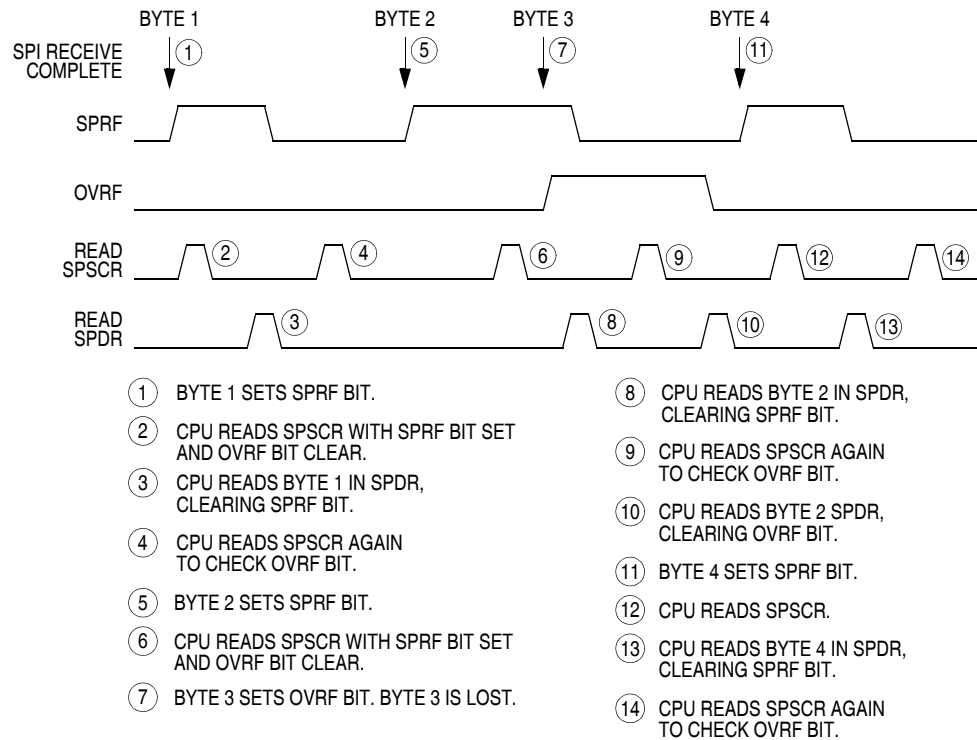 BYTE 1 BYTE 2 BYTE 3 BYTE 4
SPI RECEIVE
COMPLETE
1 5 7 11
SPRF
OVRF
READ
SPSCR
2 4 6 9 12 14
READ
SPDR
3 8 10 13
1 BYTE 1 SETS SPRF BIT.
2 CPU READS SPSCR WITH SPRF BIT SET
AND OVRF BIT CLEAR.
3 CPU READS BYTE 1 IN SPDR,
CLEARING SPRF BIT.
4 CPU READS SPSCR AGAIN
TO CHECK OVRF BIT.
5 BYTE 2 SETS SPRF BIT.
6 CPU READS SPSCR WITH SPRF BIT SET
AND OVRF BIT CLEAR.
7 BYTE 3 SETS OVRF BIT. BYTE 3 IS LOST.
8 CPU READS BYTE 2 IN SPDR,
CLEARING SPRF BIT.
9 CPU READS SPSCR AGAIN
TO CHECK OVRF BIT.
10 CPU READS BYTE 2 SPDR,
CLEARING OVRF BIT.
11 BYTE 4 SETS SPRF BIT.
12 CPU READS SPSCR.
13 CPU READS BYTE 4 IN SPDR,
CLEARING SPRF BIT.
14 CPU READS SPSCR AGAIN
TO CHECK OVRF BIT.